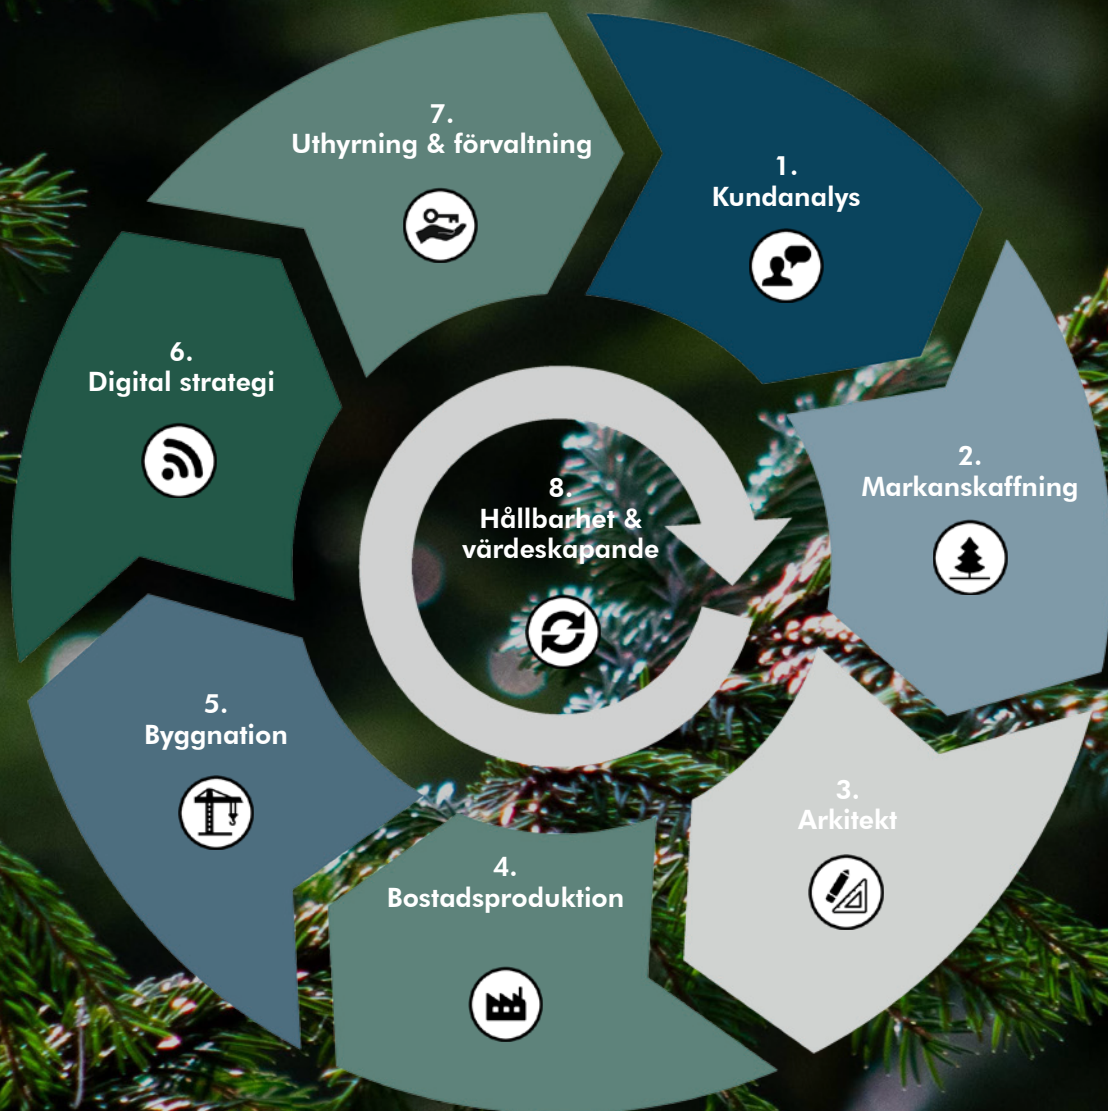 1.
Kundanalys
2.
Markanskaffning
3.
Arkitekt
4.
Bostadsproduktion
5.
Byggnation
6.
Digital strategi
7.
Uthyrning & förvaltning
8.
Hållbarhet &
värdeskapande